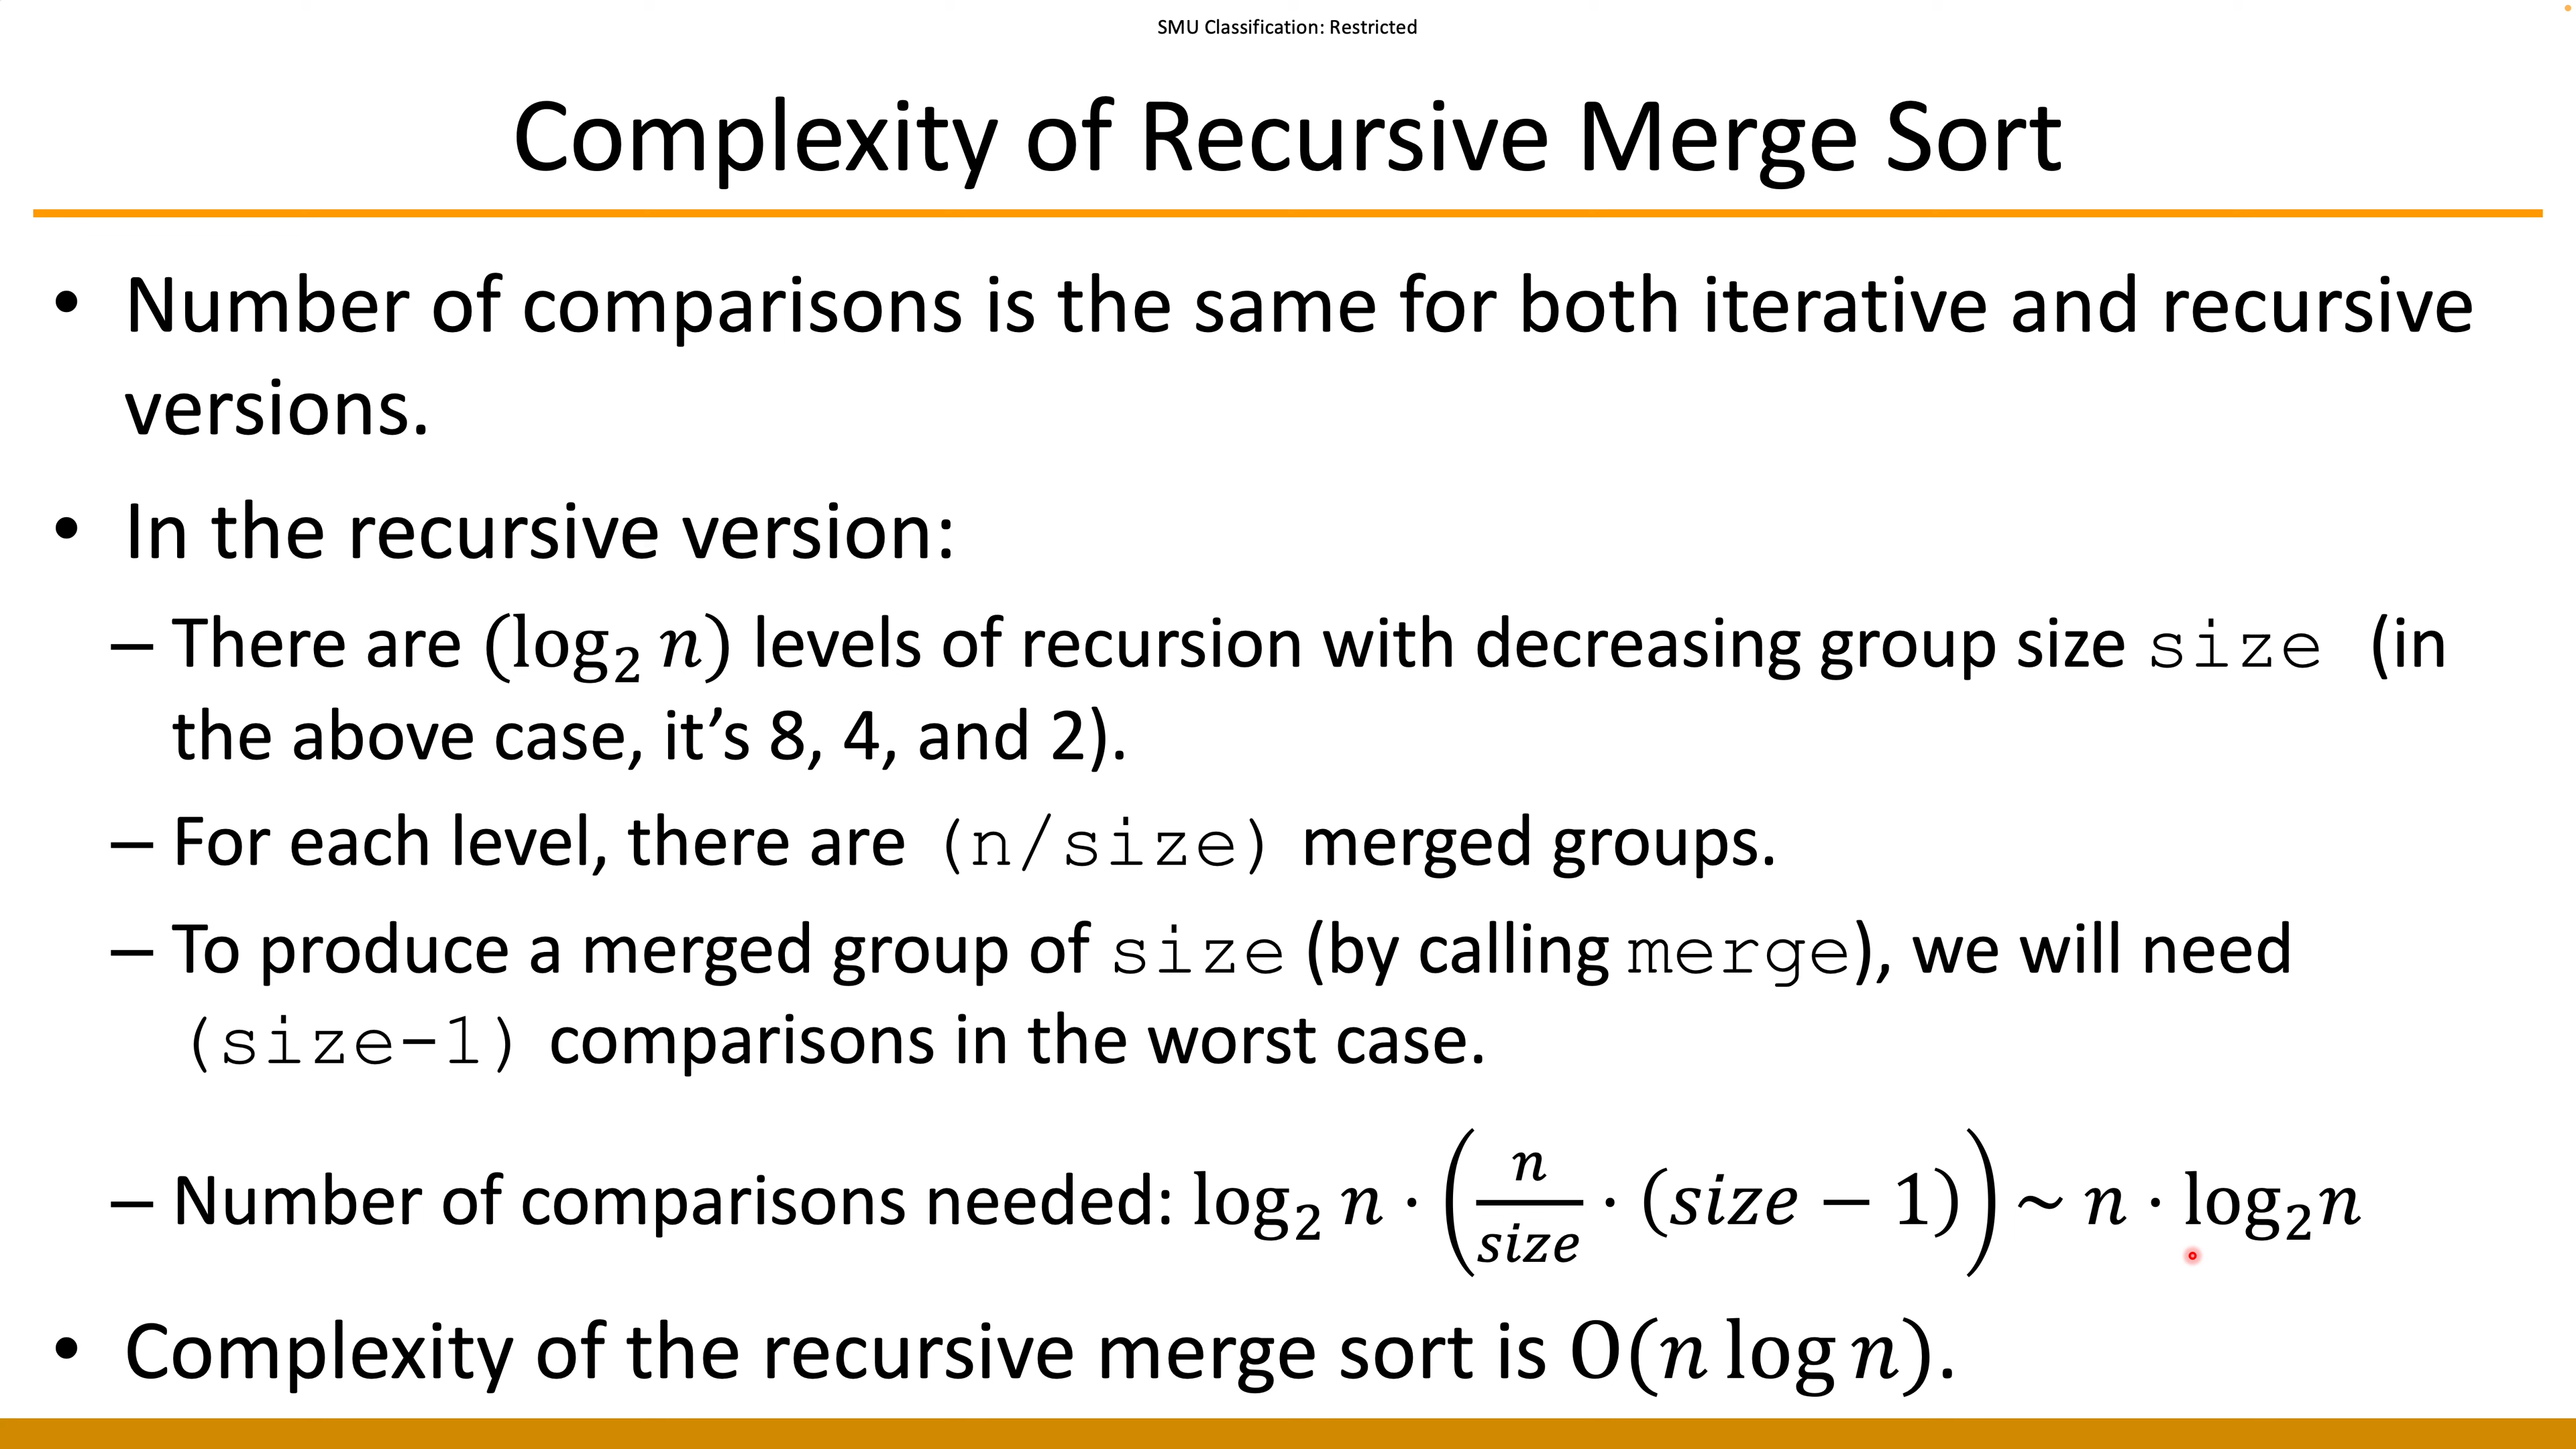 SMU Classification: Restricted
Complexity of Recursive Merge Sort
• Number of comparisons is the same for both iterative and recursive
versions.
• In the recursive version:
– There are (log₂ n) levels of recursion with decreasing group size size (in
the above case, it’s 8, 4, and 2).
– For each level, there are (n/size) merged groups.
– To produce a merged group of size (by calling merge), we will need
(size-1) comparisons in the worst case.
– Number of comparisons needed: log₂ n · (n/size · (size − 1)) ~ n · log₂n
• Complexity of the recursive merge sort is O(n log n).